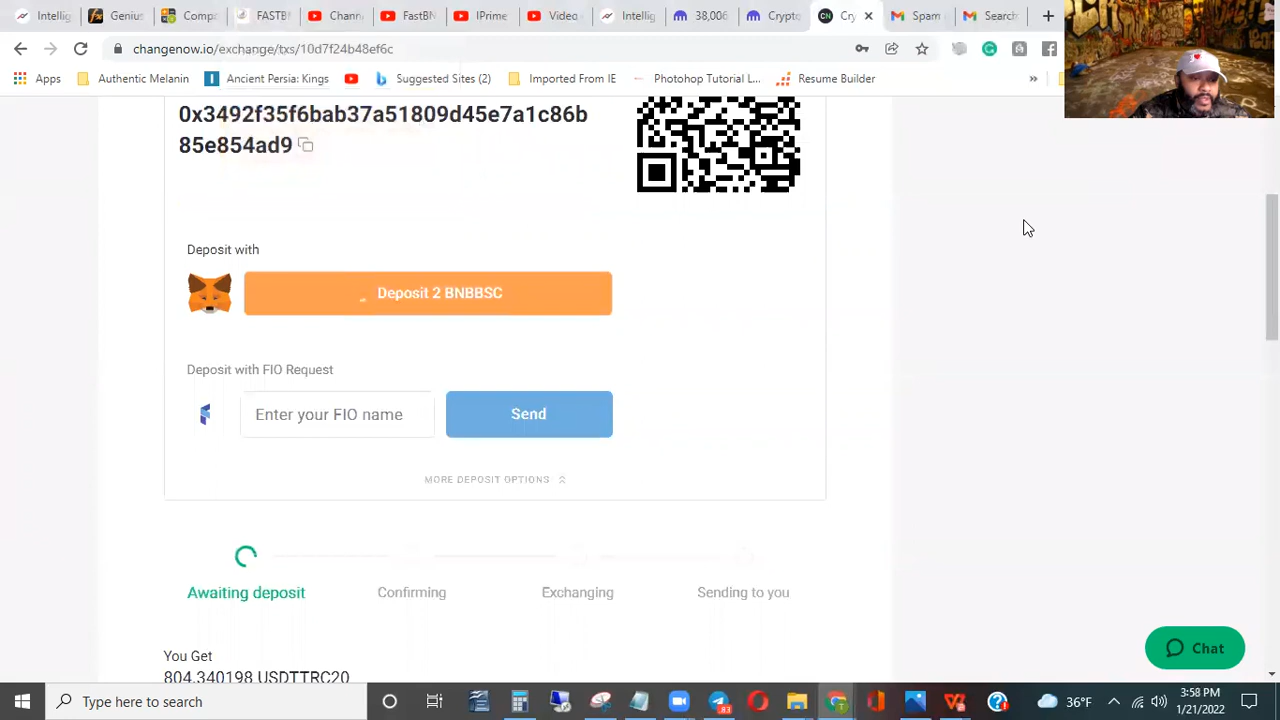 Intellig
Genius
Comp
FASTB
Chann
FastBN
IPrime
Video
Intellig
38,006
Crypto
CN
Cry
Spam
Search
changenow.io/exchange/txs/10d7f24b48ef6c
Apps
Authentic Melanin
Ancient Persia: Kings
Suggested Sites (2)
Imported From IE
Photohop Tutorial L...
Resume Builder
0x3492f35f6bab37a51809d45e7a1c86b
85e854ad9
Deposit with
Deposit 2 BNBBSC
Deposit with FIO Request
Enter your FIO name
Send
MORE DEPOSIT OPTIONS
Awaiting deposit
Confirming
Exchanging
Sending to you
You Get
804.340198 USDTTRC20
Chat
Type here to search
36°F
3:58 PM
1/21/2022